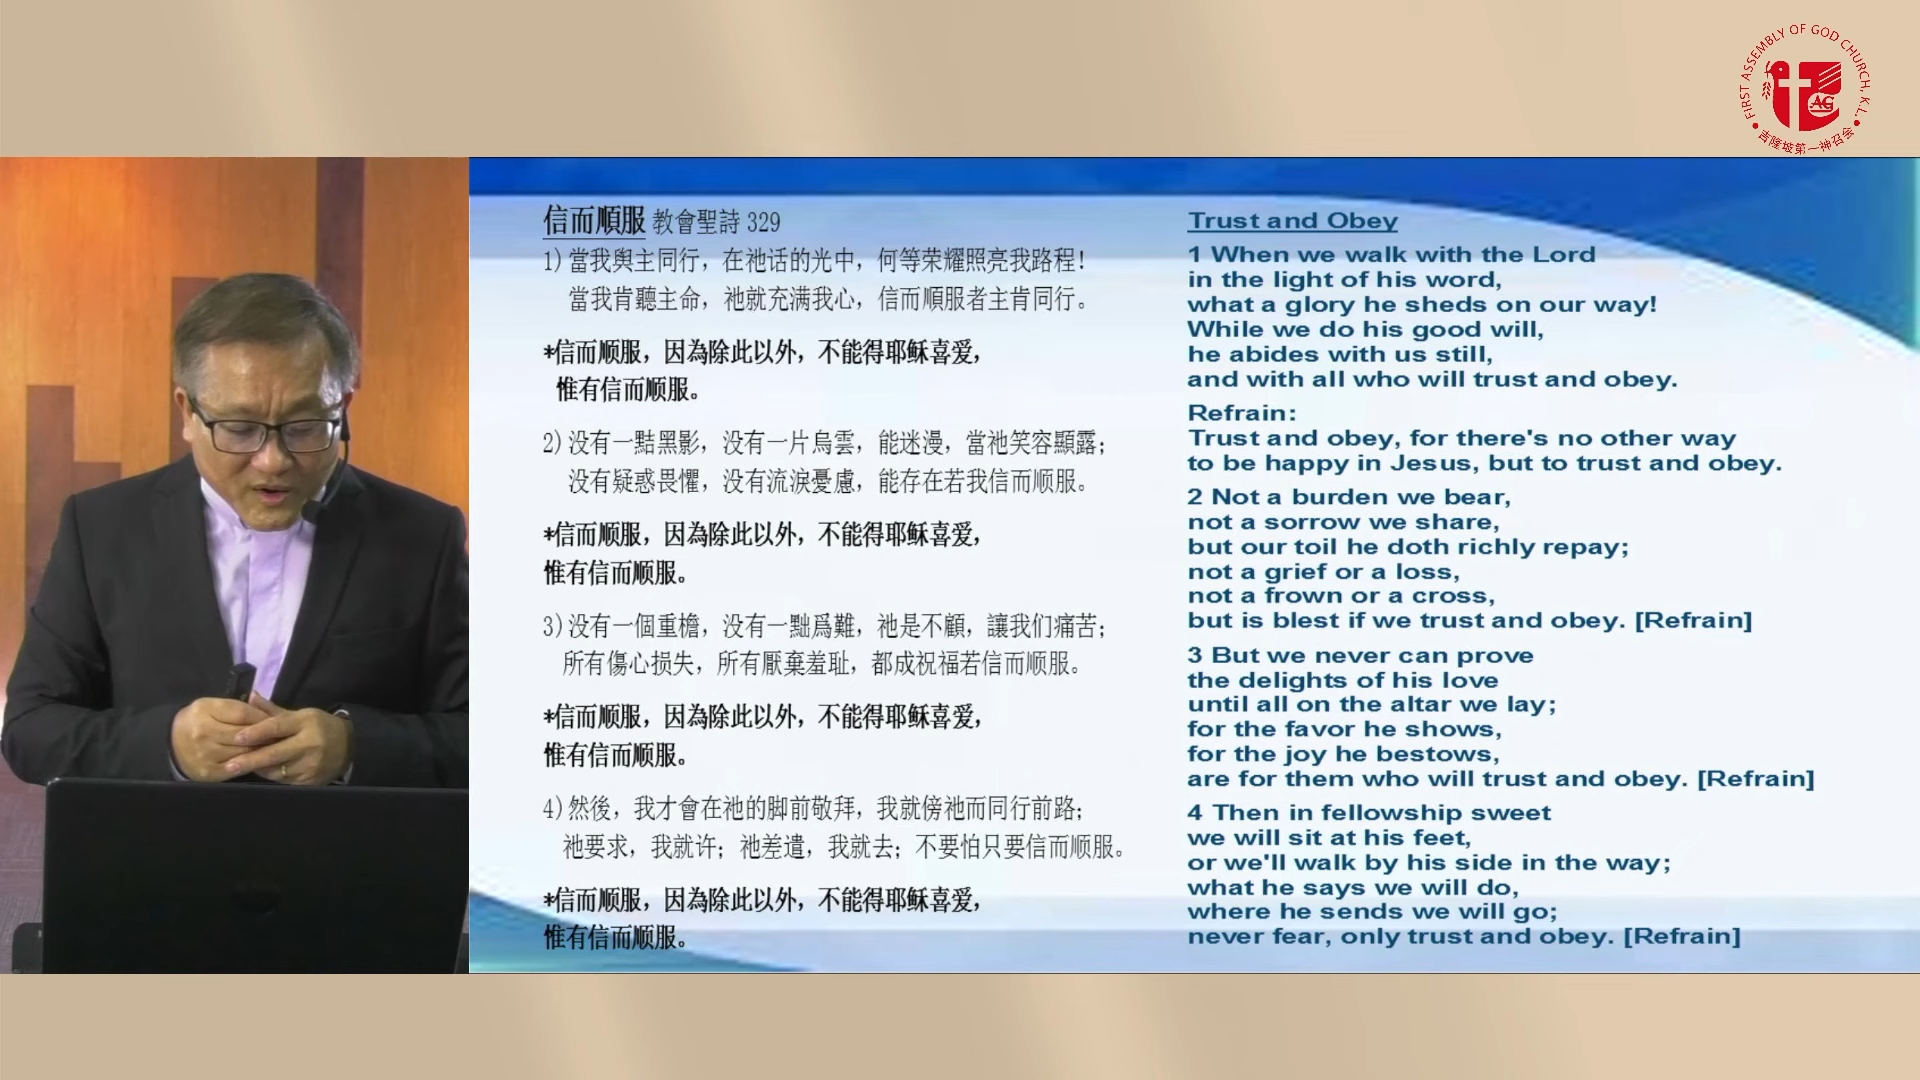 FIRST ASSEMBLY OF GOD CHURCH, K.L.
AG
吉隆坡第一神召会
信而順服 教會聖詩 329
1) 當我與主同行，在祂话的光中，何等荣耀照亮我路程！
當我肯聽主命，祂就充满我心，信而順服者主肯同行。
*信而顺服，因為除此以外，不能得耶稣喜爱，
惟有信而顺服。
2) 没有一點黑影，没有一片烏雲，能迷漫，當祂笑容顯露；
没有疑惑畏懼，没有流淚憂慮，能存在若我信而顺服。
*信而顺服，因為除此以外，不能得耶稣喜爱，
惟有信而顺服。
3) 没有一個重擔，没有一點爲難，祂是不顧，讓我们痛苦；
所有傷心损失，所有厭棄羞耻，都成祝福若信而顺服。
*信而顺服，因為除此以外，不能得耶稣喜爱，
惟有信而顺服。
4) 然後，我才會在祂的脚前敬拜，我就傍祂而同行前路；
祂要求，我就许；祂差遣，我就去；不要怕只要信而顺服。
*信而顺服，因為除此以外，不能得耶稣喜爱，
惟有信而顺服。
Trust and Obey
1 When we walk with the Lord
in the light of his word,
what a glory he sheds on our way!
While we do his good will,
he abides with us still,
and with all who will trust and obey.
Refrain:
Trust and obey, for there's no other way
to be happy in Jesus, but to trust and obey.
2 Not a burden we bear,
not a sorrow we share,
but our toil he doth richly repay;
not a grief or a loss,
not a frown or a cross,
but is blest if we trust and obey. [Refrain]
3 But we never can prove
the delights of his love
until all on the altar we lay;
for the favor he shows,
for the joy he bestows,
are for them who will trust and obey. [Refrain]
4 Then in fellowship sweet
we will sit at his feet,
or we'll walk by his side in the way;
what he says we will do,
where he sends we will go;
never fear, only trust and obey. [Refrain]